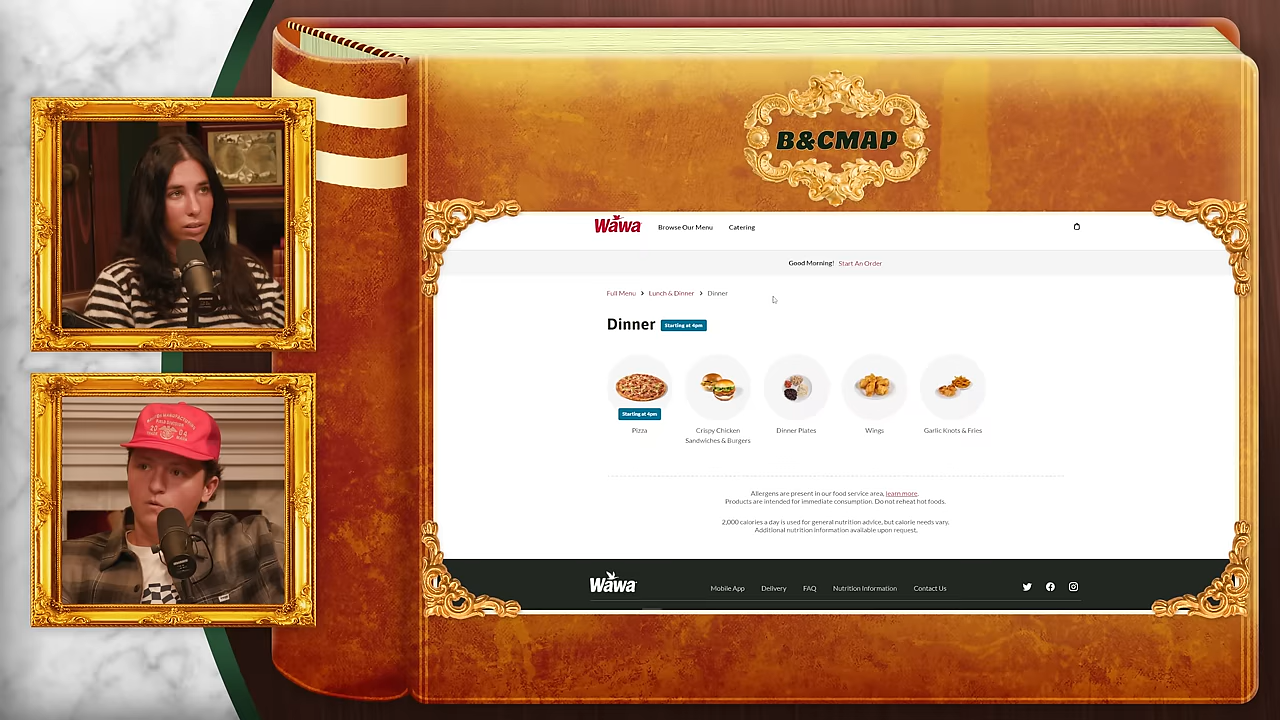 B&CMAP
Wawa
Browse Our Menu
Catering
Good Morning! Start An Order
Full Menu > Lunch & Dinner > Dinner
Dinner
Starting at 4pm
Starting at 4pm
Pizza
Crispy Chicken
Sandwiches & Burgers
Dinner Plates
Wings
Garlic Knots & Fries
Allergens are present in our food service area, learn more.
Products are intended for immediate consumption. Do not reheat hot foods.
2,000 calories a day is used for general nutrition advice, but calorie needs vary.
Additional nutrition information available upon request.
Wawa
Mobile App
Delivery
FAQ
Nutrition Information
Contact Us